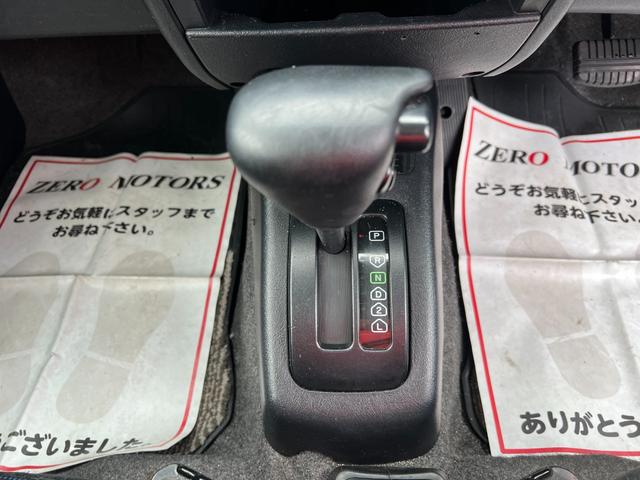 ZERO MOTORS
どうぞお気軽にスタッフまで
お尋ね下さい。
ございました
P
R
N
D
2
L
ZERO MOTORS
どうぞお気軽にスタッフ
お尋ね下さい。
ありがとう